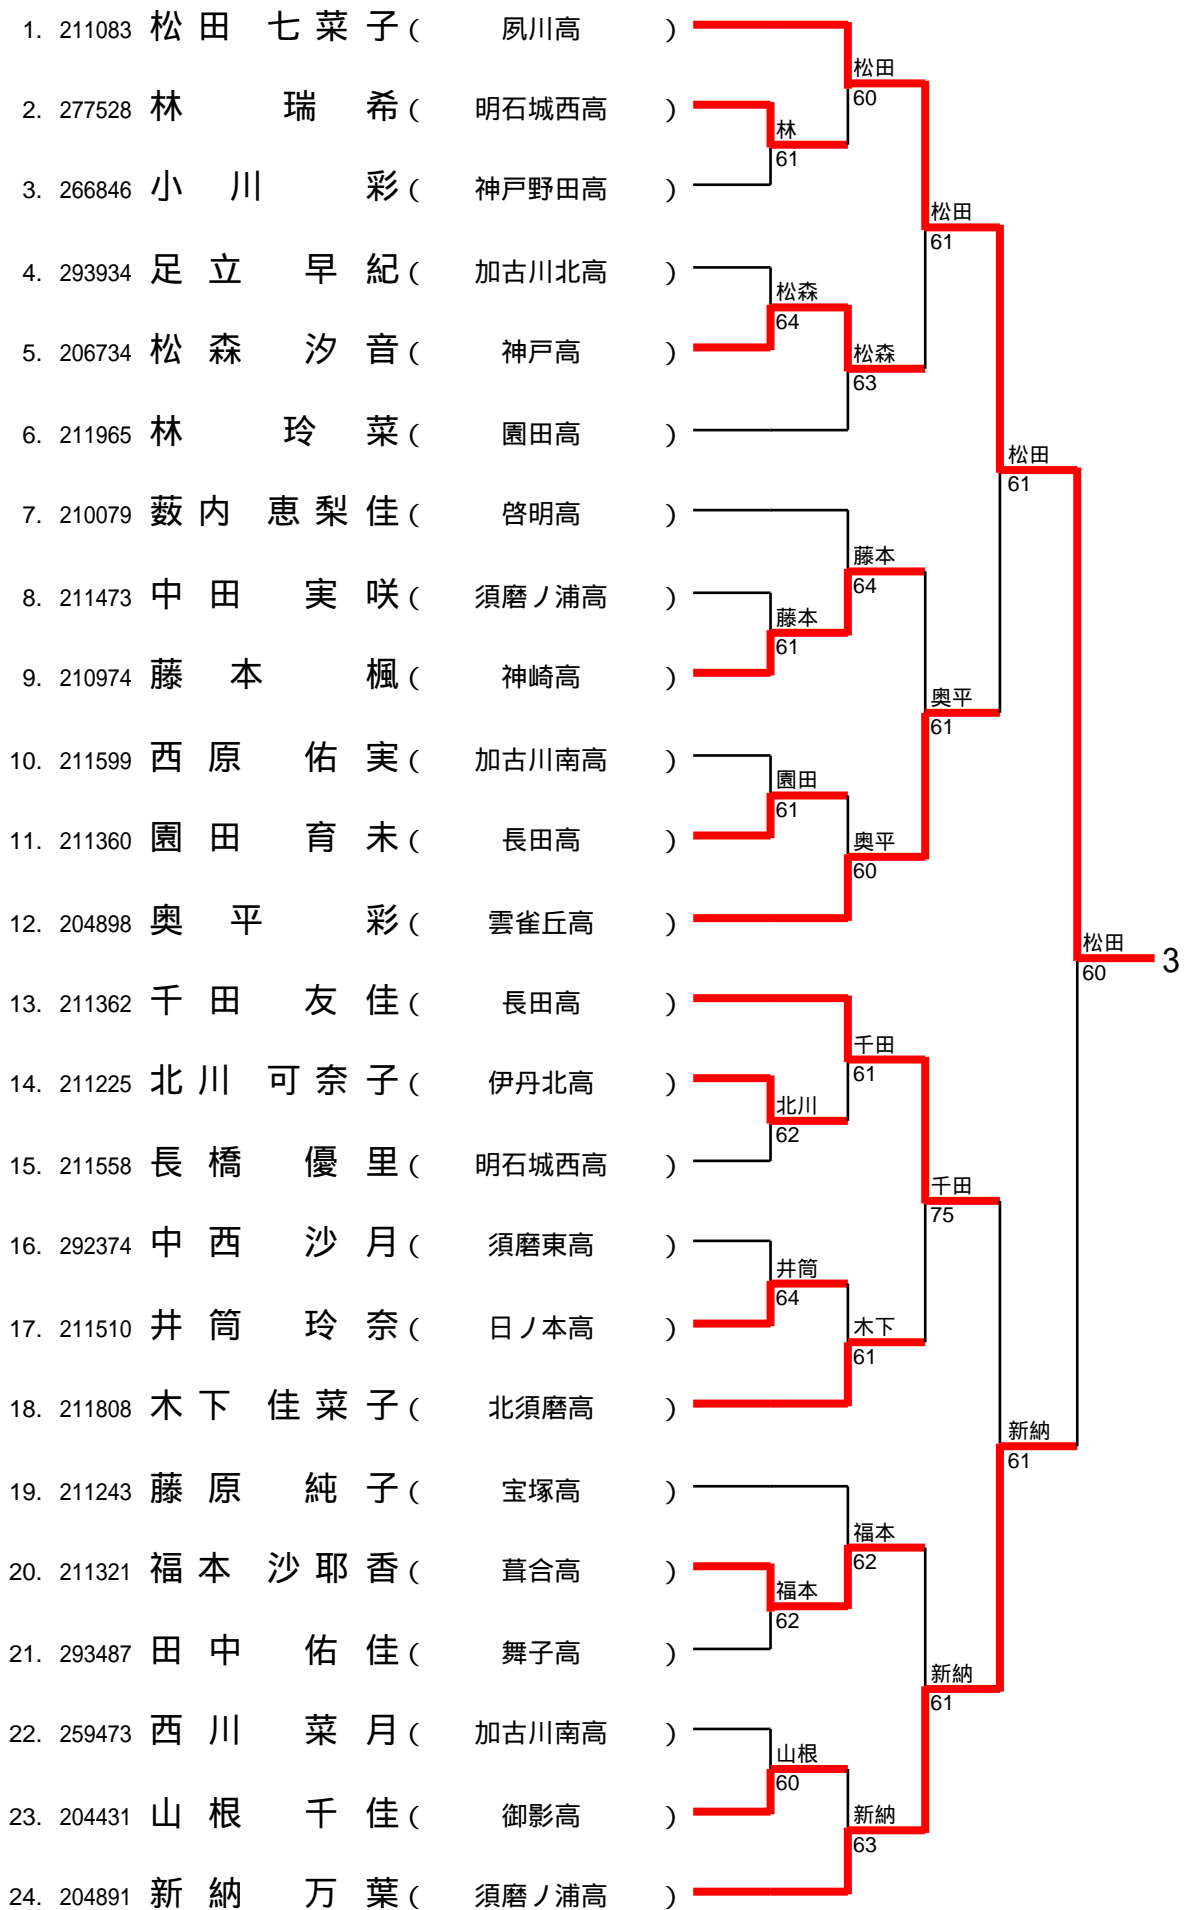 1. 211083 松田 七菜子 ( 夙川高 )
2. 277528 林 瑞希 ( 明石城西高 )
3. 266846 小川 彩 ( 神戸野田高 )
4. 293934 足立 早紀 ( 加古川北高 )
5. 206734 松森 汐音 ( 神戸高 )
6. 211965 林 玲菜 ( 園田高 )
7. 210079 薮内 恵梨佳 ( 啓明高 )
8. 211473 中田 実咲 ( 須磨ノ浦高 )
9. 210974 藤本 楓 ( 神崎高 )
10. 211599 西原 佑実 ( 加古川南高 )
11. 211360 園田 育未 ( 長田高 )
12. 204898 奥平 彩 ( 雲雀丘高 )
13. 211362 千田 友佳 ( 長田高 )
14. 211225 北川 可奈子 ( 伊丹北高 )
15. 211558 長橋 優里 ( 明石城西高 )
16. 292374 中西 沙月 ( 須磨東高 )
17. 211510 井筒 玲奈 ( 日ノ本高 )
18. 211808 木下 佳菜子 ( 北須磨高 )
19. 211243 藤原 純子 ( 宝塚高 )
20. 211321 福本 沙耶香 ( 葺合高 )
21. 293487 田中 佑佳 ( 舞子高 )
22. 259473 西川 菜月 ( 加古川南高 )
23. 204431 山根 千佳 ( 御影高 )
24. 204891 新納 万葉 ( 須磨ノ浦高 )
林
61
松森
64
藤本
61
園田
61
北川
62
井筒
64
福本
62
山根
60
松田
60
松森
63
藤本
64
奥平
60
千田
61
木下
61
福本
62
新納
63
松田
61
奥平
61
千田
75
新納
61
松田
61
新納
61
松田
60
3